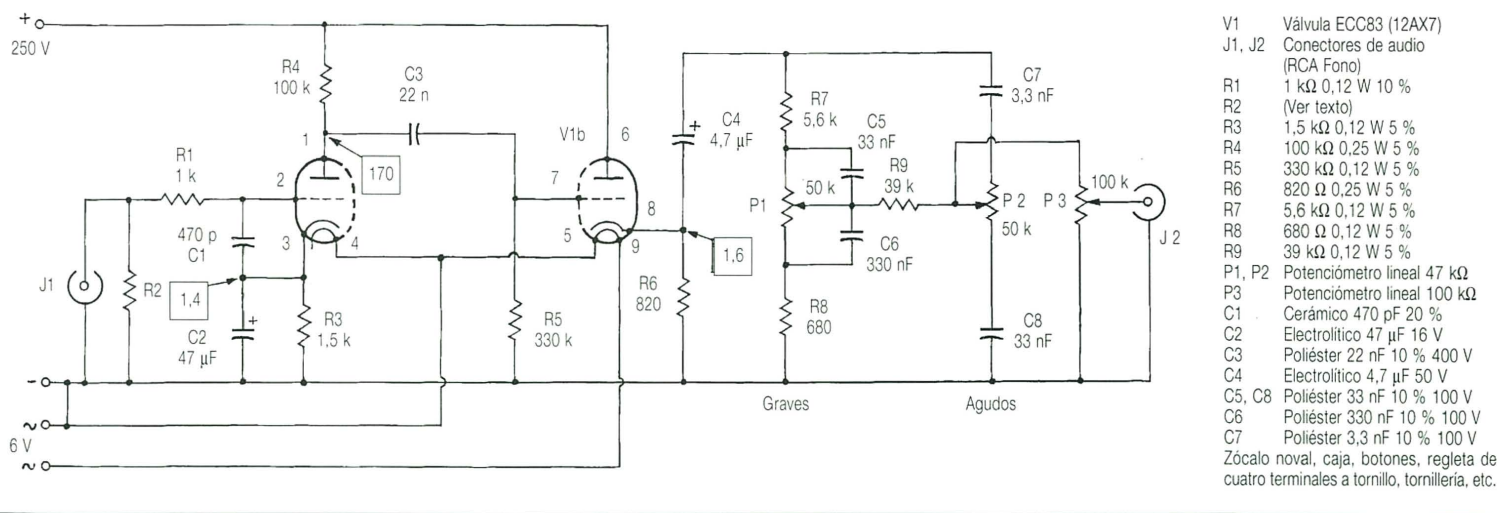 +
250 V
R4
100 k
C3
22 n
1
170
R1
1 k
2
3
4
470 p
C1
J1
R2
1,4
C2
47 µF
+
R3
1,5 k
R5
330 k
V1b
6
7
8
5
9
1,6
R6
820
C4
4,7 µF
+
R7
5,6 k
C5
33 nF
P1
50 k
R9
39 k
C6
330 nF
R8
680
C7
3,3 nF
P 2
50 k
C8
33 nF
P 3
100 k
J 2
Graves
Agudos
-
~
6 V
~
V1 Válvula ECC83 (12AX7)
J1, J2 Conectores de audio
(RCA Fono)
R1 1 kΩ 0,12 W 10 %
R2 (Ver texto)
R3 1,5 kΩ 0,12 W 5 %
R4 100 kΩ 0,25 W 5 %
R5 330 kΩ 0,12 W 5 %
R6 820 Ω 0,25 W 5 %
R7 5,6 kΩ 0,12 W 5 %
R8 680 Ω 0,12 W 5 %
R9 39 kΩ 0,12 W 5 %
P1, P2 Potenciómetro lineal 47 kΩ
P3 Potenciómetro lineal 100 kΩ
C1 Cerámico 470 pF 20 %
C2 Electrolítico 47 µF 16 V
C3 Poliéster 22 nF 10 % 400 V
C4 Electrolítico 4,7 µF 50 V
C5, C8 Poliéster 33 nF 10 % 100 V
C6 Poliéster 330 nF 10 % 100 V
C7 Poliéster 3,3 nF 10 % 100 V
Zócalo noval, caja, botones, regleta de
cuatro terminales a tornillo, tornillería, etc.